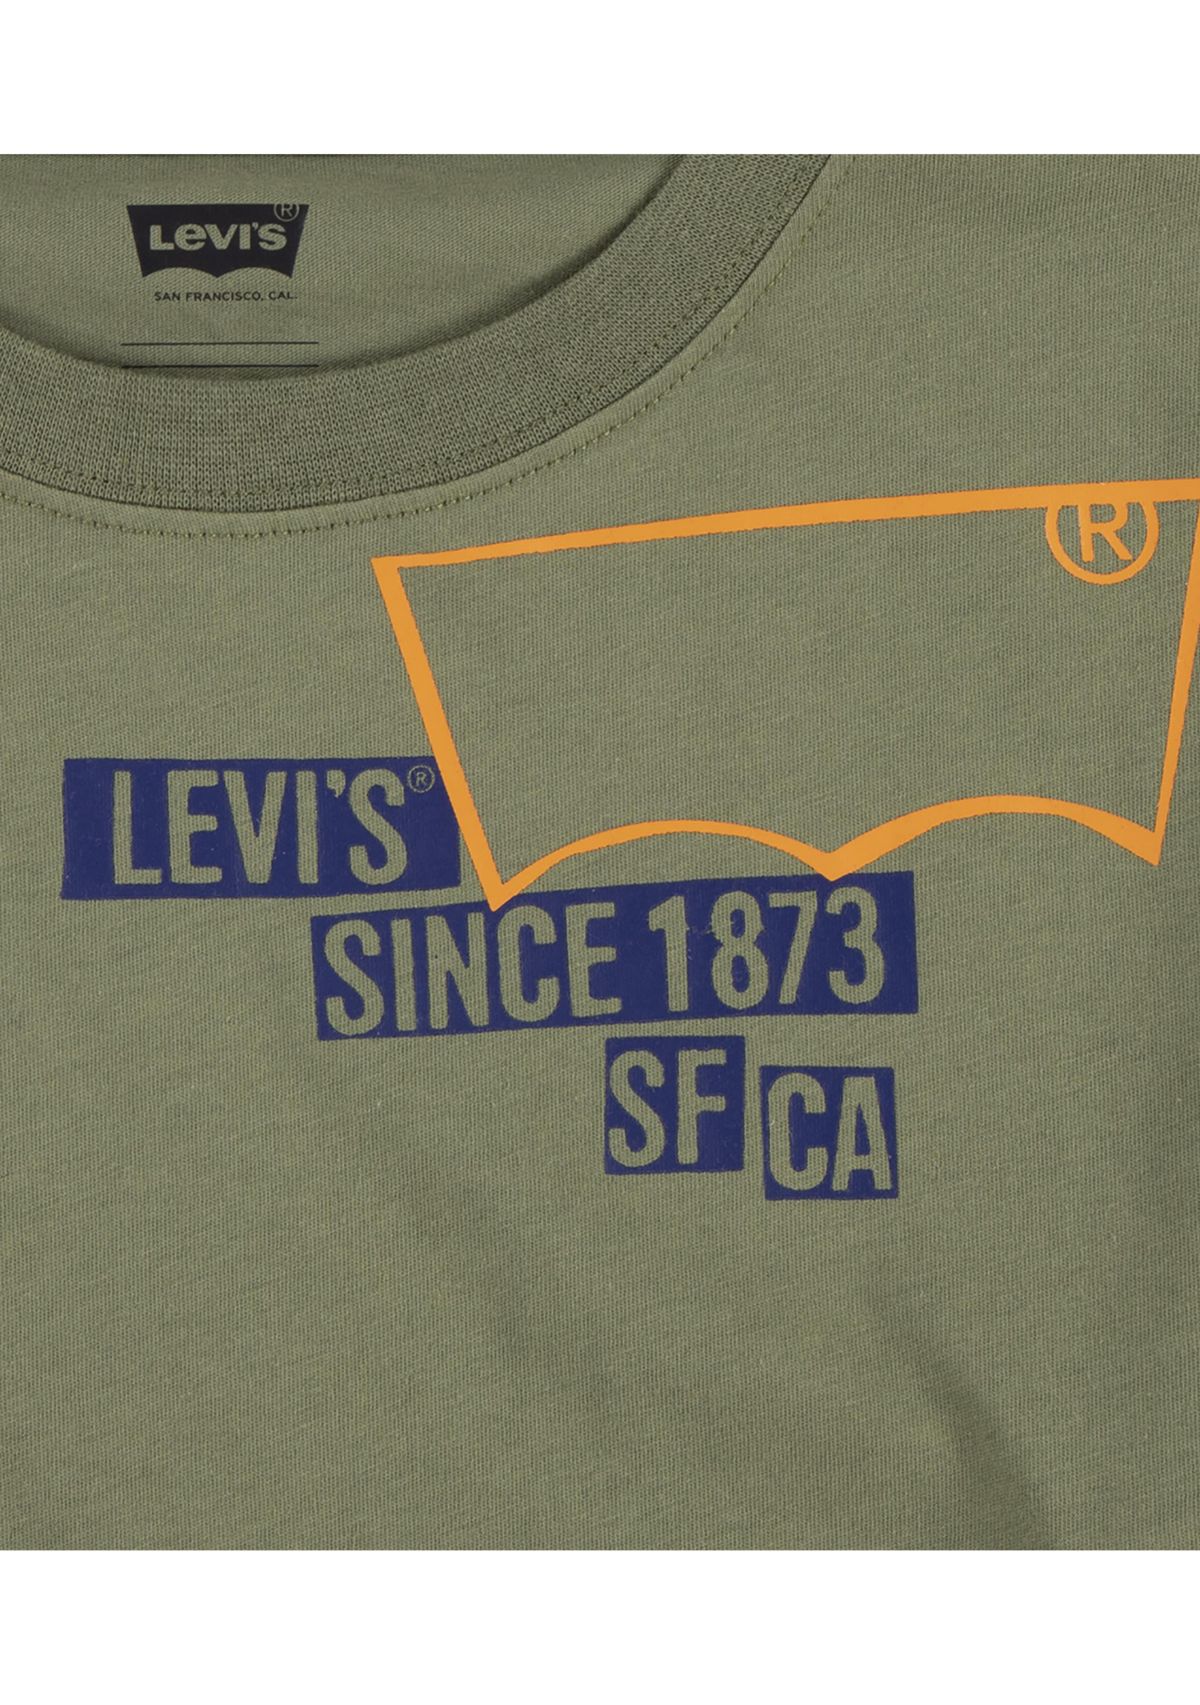 LEVI'S®
SAN FRANCISCO, CAL.
®
LEVI'S®
SINCE 1873
SF CA